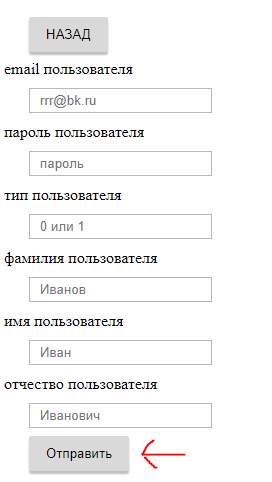 НАЗАД
email пользователя
rrr@bk.ru
пароль пользователя
пароль
тип пользователя
0 или 1
фамилия пользователя
Иванов
имя пользователя
Иван
отчество пользователя
Иванович
Отправить